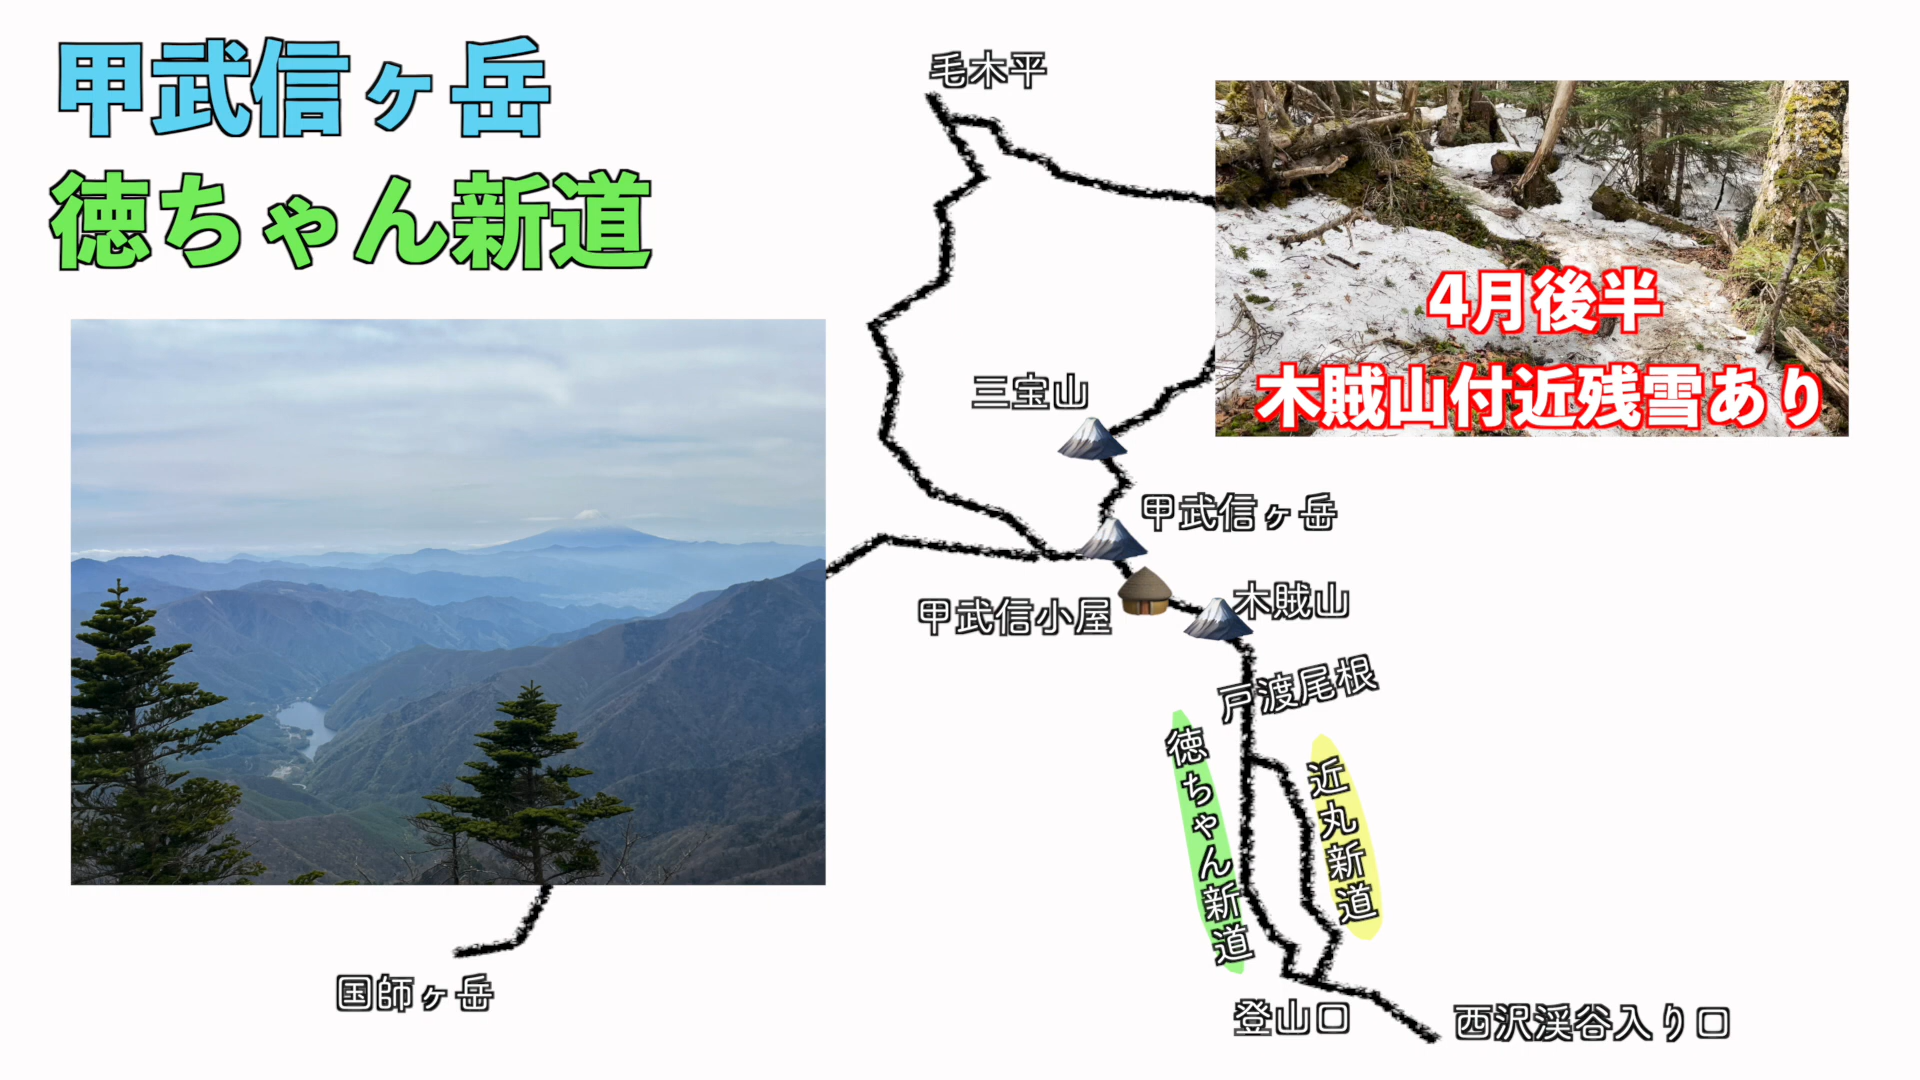 甲武信ヶ岳
徳ちゃん新道
毛木平
4月後半
木賊山付近残雪あり
三宝山
甲武信ヶ岳
甲武信小屋
木賊山
戸渡尾根
徳ちゃん新道
近丸新道
国師ヶ岳
登山口
西沢渓谷入り口